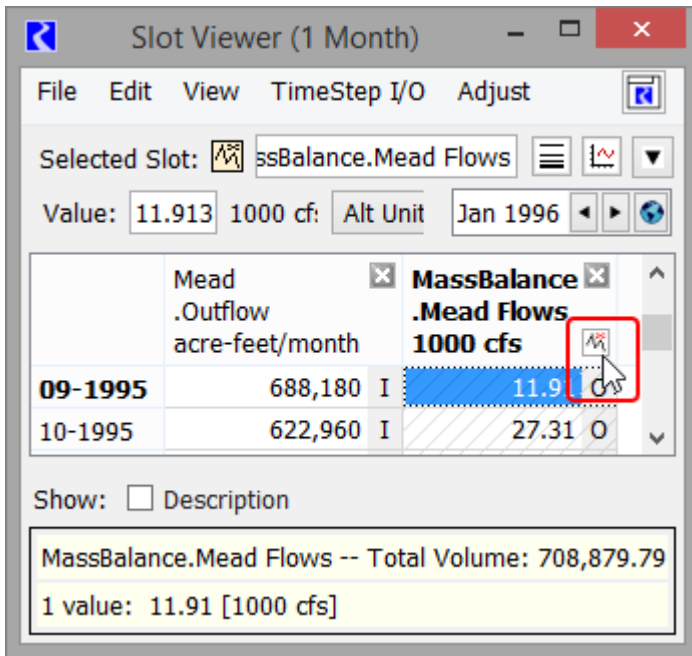 Slot Viewer (1 Month)
File Edit View TimeStep I/O Adjust
Selected Slot: ssBalance.Mead Flows
Value: 11.913 1000 cf: Alt Unit Jan 1996
Mead
.Outflow
acre-feet/month
MassBalance
.Mead Flows
1000 cfs
09-1995 688,180 I 11.91 O
10-1995 622,960 I 27.31 O
Show: Description
MassBalance.Mead Flows -- Total Volume: 708,879.79
1 value: 11.91 [1000 cfs]